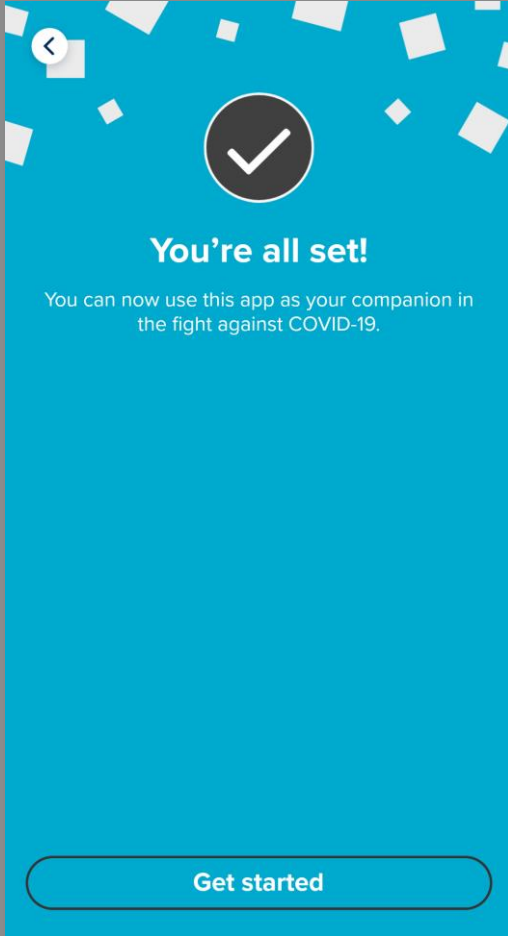 You’re all set!
You can now use this app as your companion in
the fight against COVID-19.
Get started